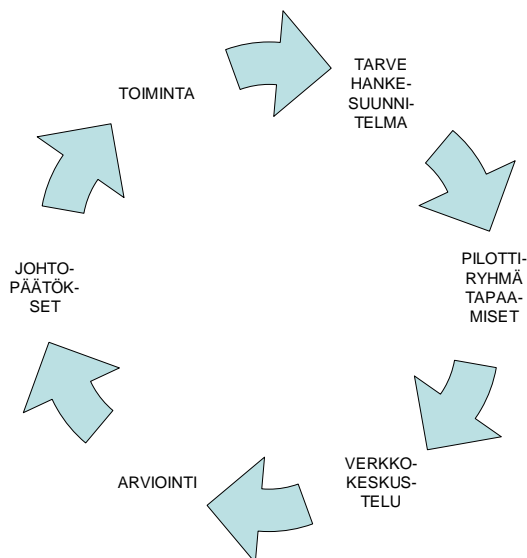 TOIMINTA
TARVE
HANKE-
SUUNNI-
TELMA
PILOTTI-
RYHMÄ
TAPAA-
MISET
VERKKO-
KESKUS-
TELU
ARVIOINTI
JOHTO-
PÄÄTÖK-
SET